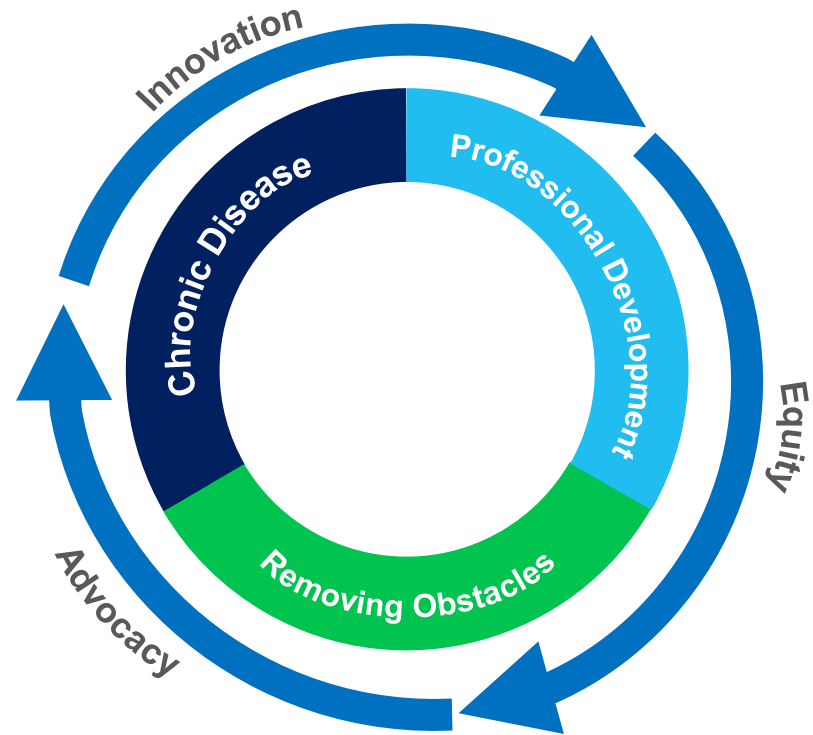 Innovation
Chronic Disease
Professional Development
Equity
Removing Obstacles
Advocacy